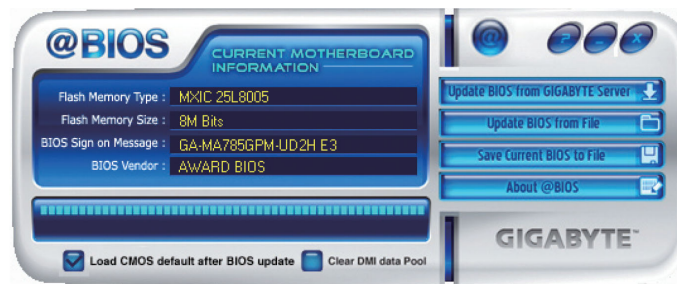 @BIOS
CURRENT MOTHERBOARD
INFORMATION
Flash Memory Type : MXIC 25L8005
Flash Memory Size : 8M Bits
BIOS Sign on Message : GA-MA785GPM-UD2H E3
BIOS Vendor : AWARD BIOS
Load CMOS default after BIOS update Clear DMI data Pool
@ ? - x
Update BIOS from GIGABYTE Server
Update BIOS from File
Save Current BIOS to File
About @BIOS
GIGABYTE™